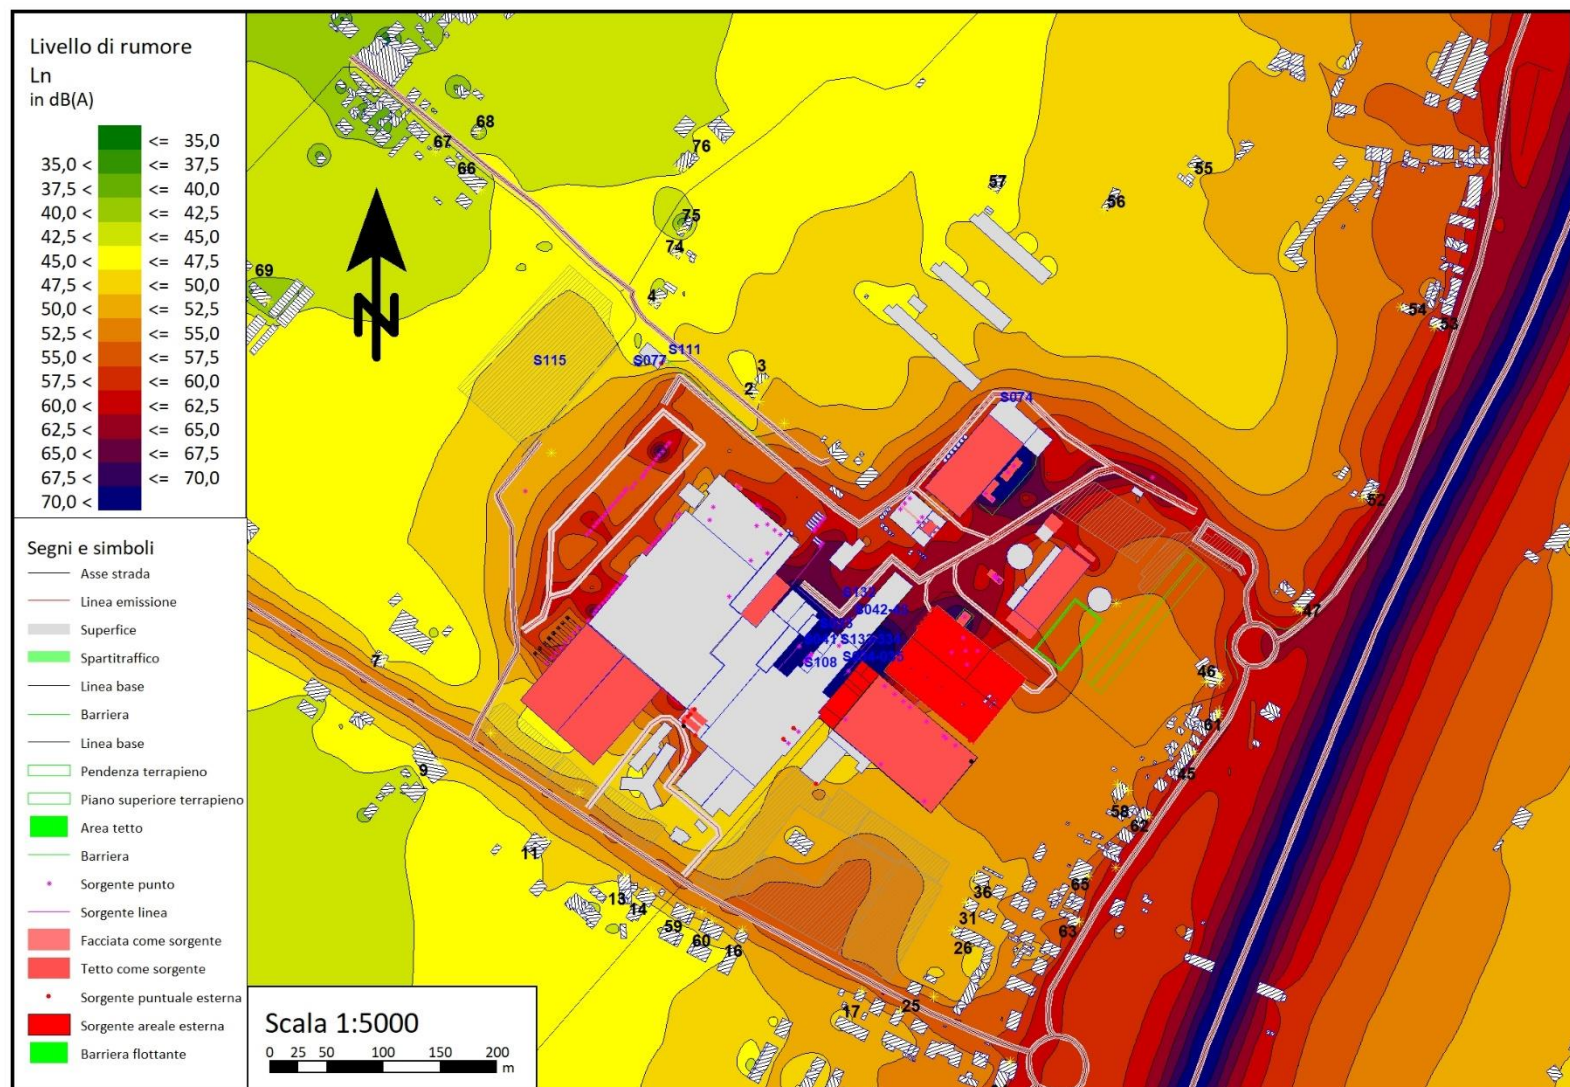 Livello di rumore
Ln
in dB(A)
<= 35,0
35,0 < <= 37,5
37,5 < <= 40,0
40,0 < <= 42,5
42,5 < <= 45,0
45,0 < <= 47,5
47,5 < <= 50,0
50,0 < <= 52,5
52,5 < <= 55,0
55,0 < <= 57,5
57,5 < <= 60,0
60,0 < <= 62,5
62,5 < <= 65,0
65,0 < <= 67,5
67,5 < <= 70,0
70,0 <
Segni e simboli
Asse strada
Linea emissione
Superfice
Spartitraffico
Linea base
Barriera
Linea base
Pendenza terrapieno
Piano superiore terrapieno
Area tetto
Barriera
Sorgente punto
Sorgente linea
Facciata come sorgente
Tetto come sorgente
Sorgente puntuale esterna
Sorgente areale esterna
Barriera flottante
N
68
67
66
76
75
74
69
4
57
56
55
54
53
S111
S077
S115
3
2
S074
52
47
S108
46
61
45
7
9
58
62
11
13
14
59
60
16
36
31
26
65
63
17
25
Scala 1:5000
0 25 50 100 150 200
m